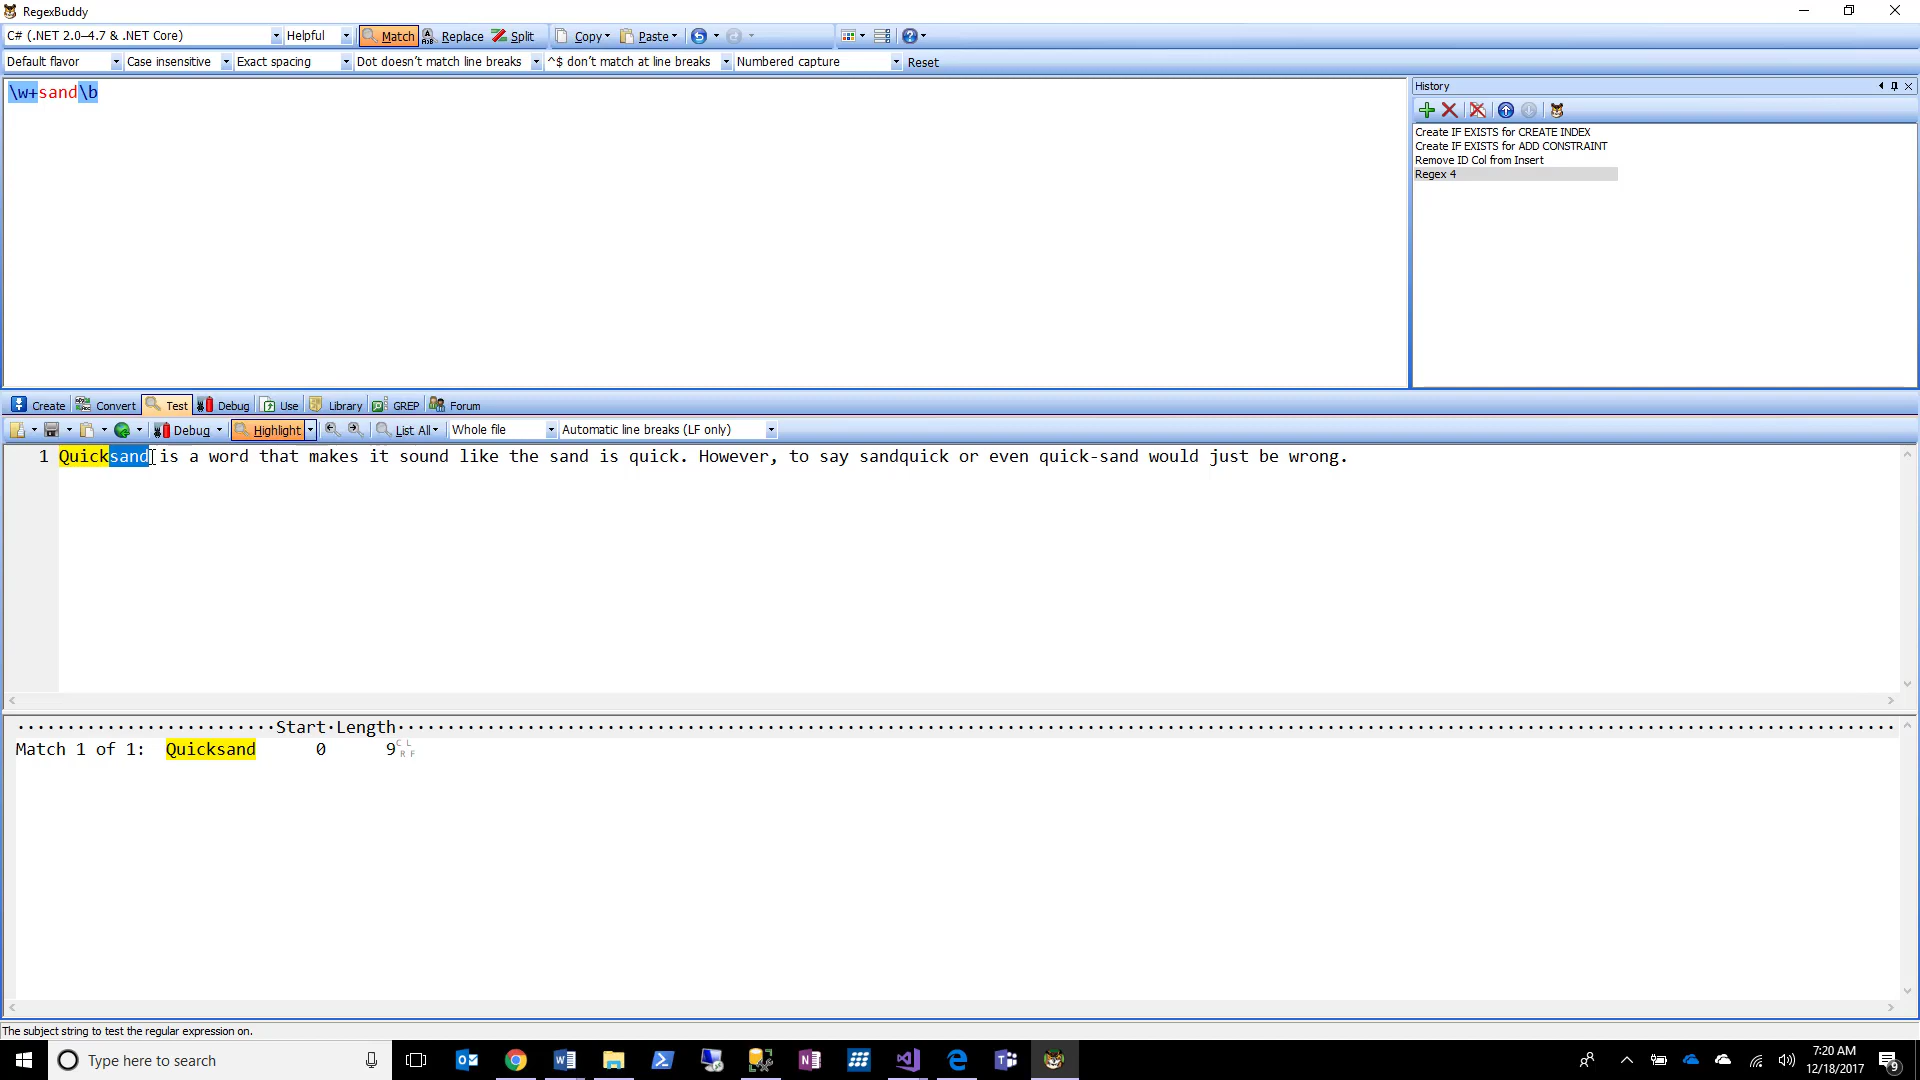 RegexBuddy
C# (.NET 2.0–4.7 & .NET Core) Helpful Match Replace Split Copy Paste
Default flavor Case insensitive Exact spacing Dot doesn't match line breaks ^$ don't match at line breaks Numbered capture Reset
\w+sand\b
History
Create IF EXISTS for CREATE INDEX
Create IF EXISTS for ADD CONSTRAINT
Remove ID Col from Insert
Regex 4
Create Convert Test Debug Use Library GREP Forum
Debug Highlight List All Whole file Automatic line breaks (LF only)
1 Quicksand is a word that makes it sound like the sand is quick. However, to say sandquick or even quick-sand would just be wrong.
Start·Length
Match 1 of 1: Quicksand 0 9
The subject string to test the regular expression on.
Type here to search
7:20 AM
12/18/2017
9